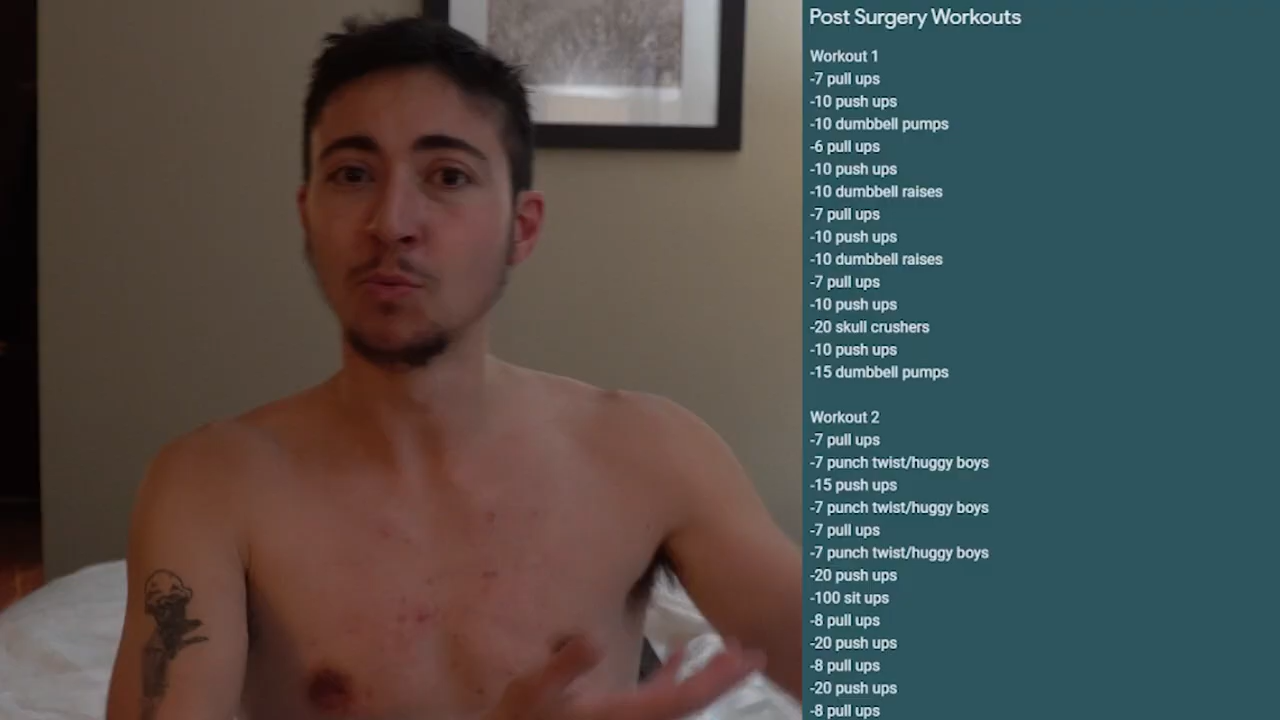 Post Surgery Workouts
Workout 1
-7 pull ups
-10 push ups
-10 dumbbell pumps
-6 pull ups
-10 push ups
-10 dumbbell raises
-7 pull ups
-10 push ups
-10 dumbbell raises
-7 pull ups
-10 push ups
-20 skull crushers
-10 push ups
-15 dumbbell pumps
Workout 2
-7 pull ups
-7 punch twist/huggy boys
-15 push ups
-7 punch twist/huggy boys
-7 pull ups
-7 punch twist/huggy boys
-20 push ups
-100 sit ups
-8 pull ups
-20 push ups
-8 pull ups
-20 push ups
-8 pull ups